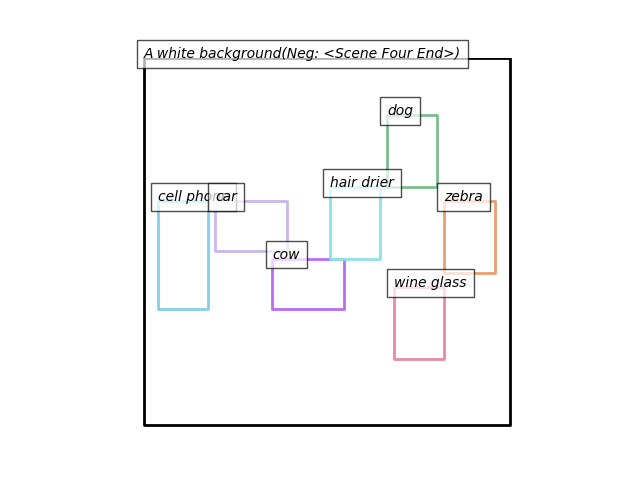 A white background(Neg: <Scene Four End>)
dog
hair drier
cell phone
car
zebra
cow
wine glass